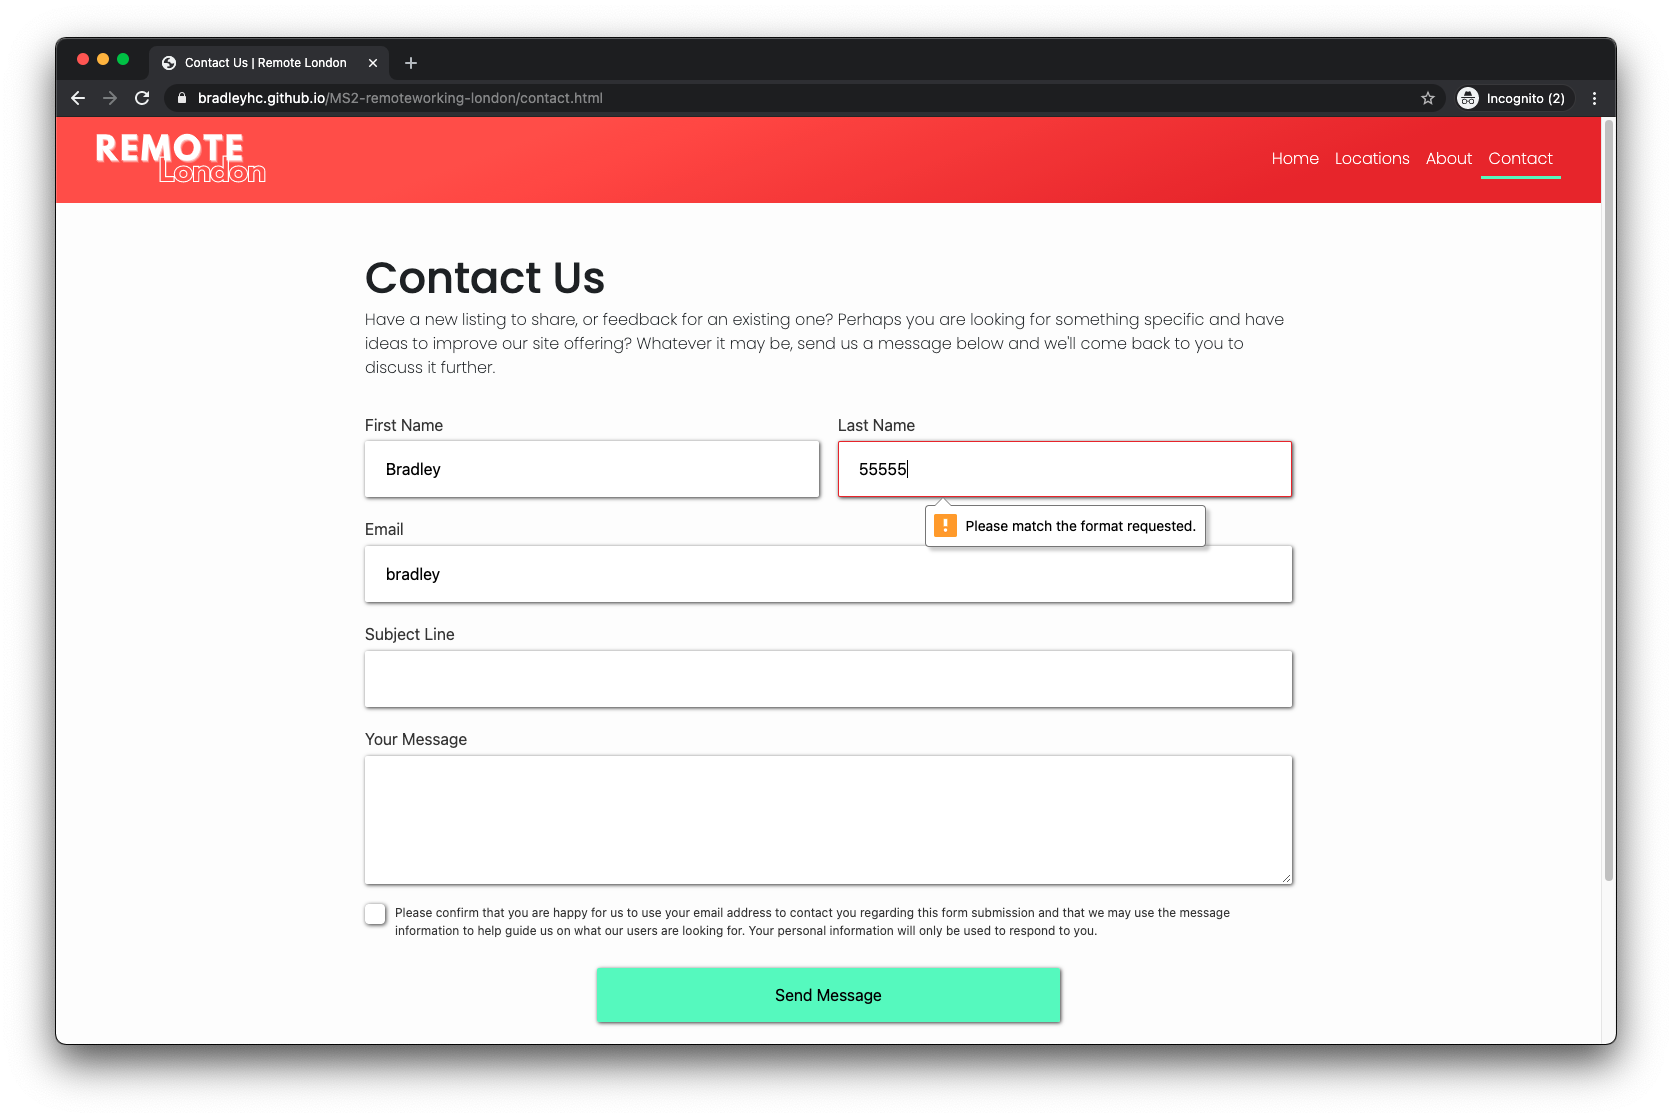 Contact Us | Remote London
bradleyhc.github.io/MS2-remoteworking-london/contact.html
Incognito (2)
REMOTE
London
Home Locations About Contact
Contact Us
Have a new listing to share, or feedback for an existing one? Perhaps you are looking for something specific and have
ideas to improve our site offering? Whatever it may be, send us a message below and we'll come back to you to
discuss it further.
First Name
Last Name
Bradley
55555
Please match the format requested.
Email
bradley
Subject Line
Your Message
Please confirm that you are happy for us to use your email address to contact you regarding this form submission and that we may use the message
information to help guide us on what our users are looking for. Your personal information will only be used to respond to you.
Send Message